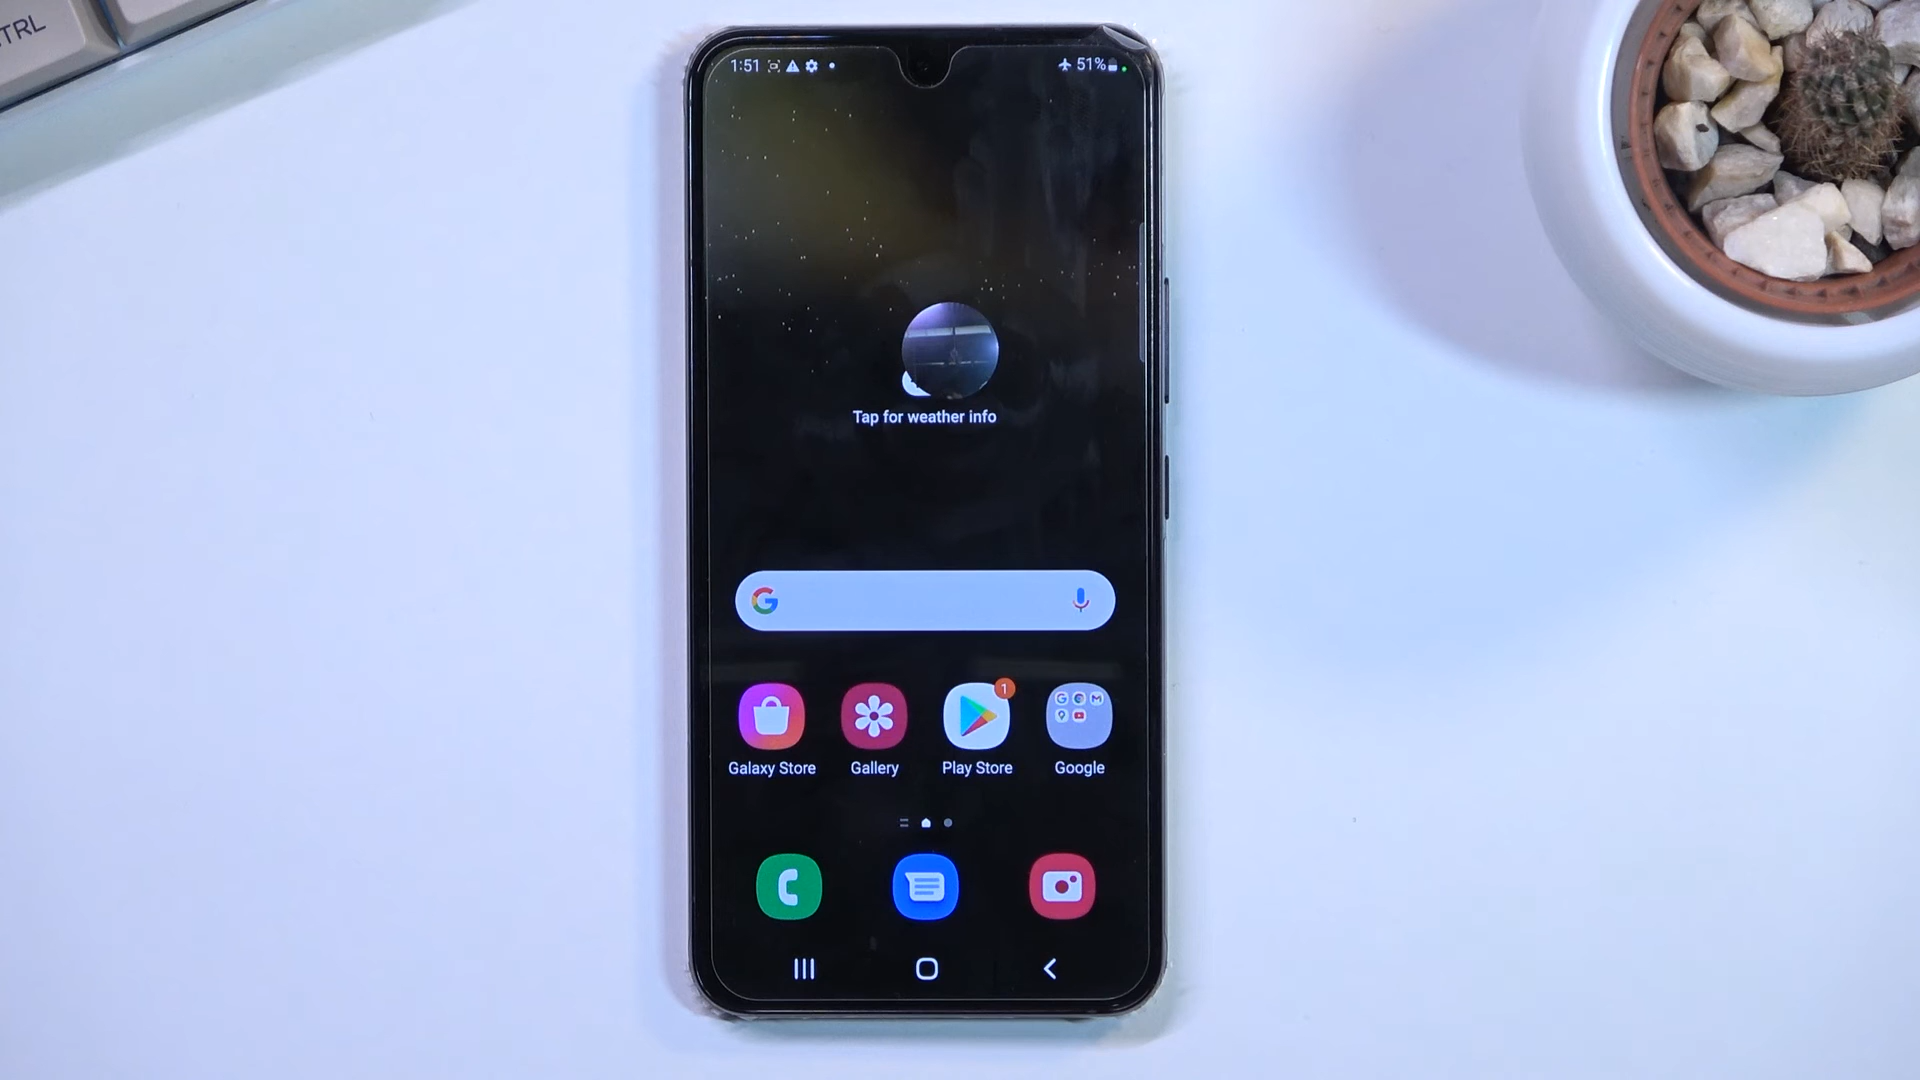 TRL
1:51
51%
Tap for weather info
G
1
Galaxy Store
Gallery
Play Store
Google